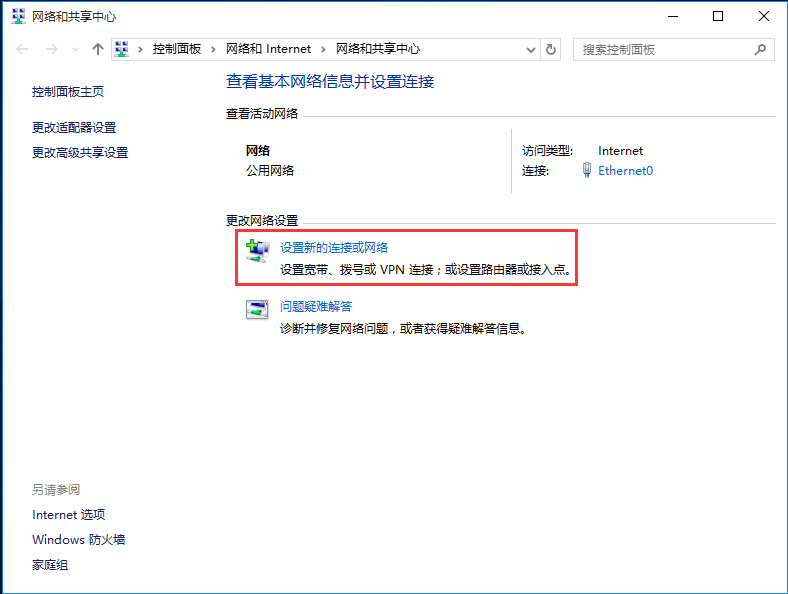 网络和共享中心
控制面板 › 网络和 Internet › 网络和共享中心
搜索控制面板
控制面板主页
更改适配器设置
更改高级共享设置
查看基本网络信息并设置连接
查看活动网络
网络
公用网络
访问类型: Internet
连接: Ethernet0
更改网络设置
设置新的连接或网络
设置宽带、拨号或 VPN 连接；或设置路由器或接入点。
问题疑难解答
诊断并修复网络问题，或者获得疑难解答信息。
另请参阅
Internet 选项
Windows 防火墙
家庭组